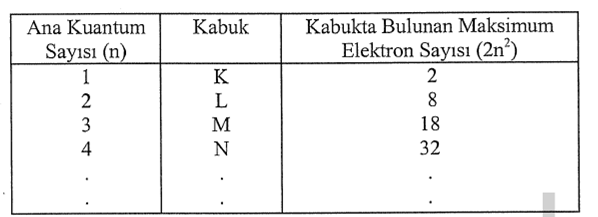 Ana Kuantum Sayısı (n) | Kabuk | Kabukta Bulunan Maksimum Elektron Sayısı (2n²)
1 | K | 2
2 | L | 8
3 | M | 18
4 | N | 32
. | . | .
. | . | .